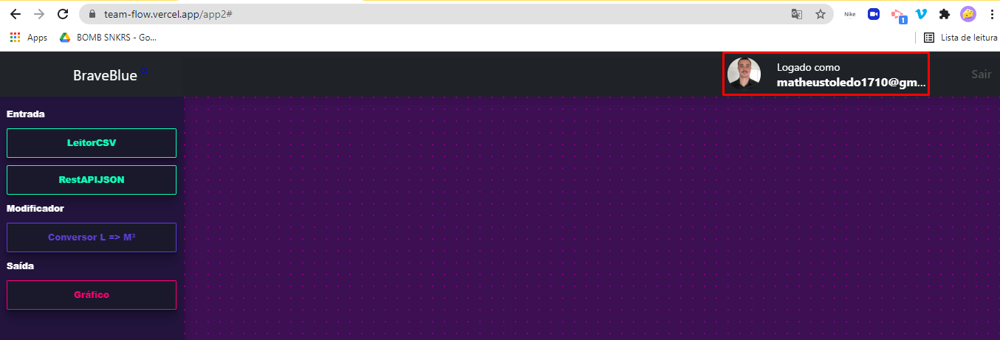 team-flow.vercel.app/app2#
Nike
1
Apps
BOMB SNKRS - Go...
Lista de leitura
BraveBlue
Logado como
matheustoledo1710@gm...
Sair
Entrada
LeitorCSV
RestAPIJSON
Modificador
Conversor L => M³
Saída
Gráfico